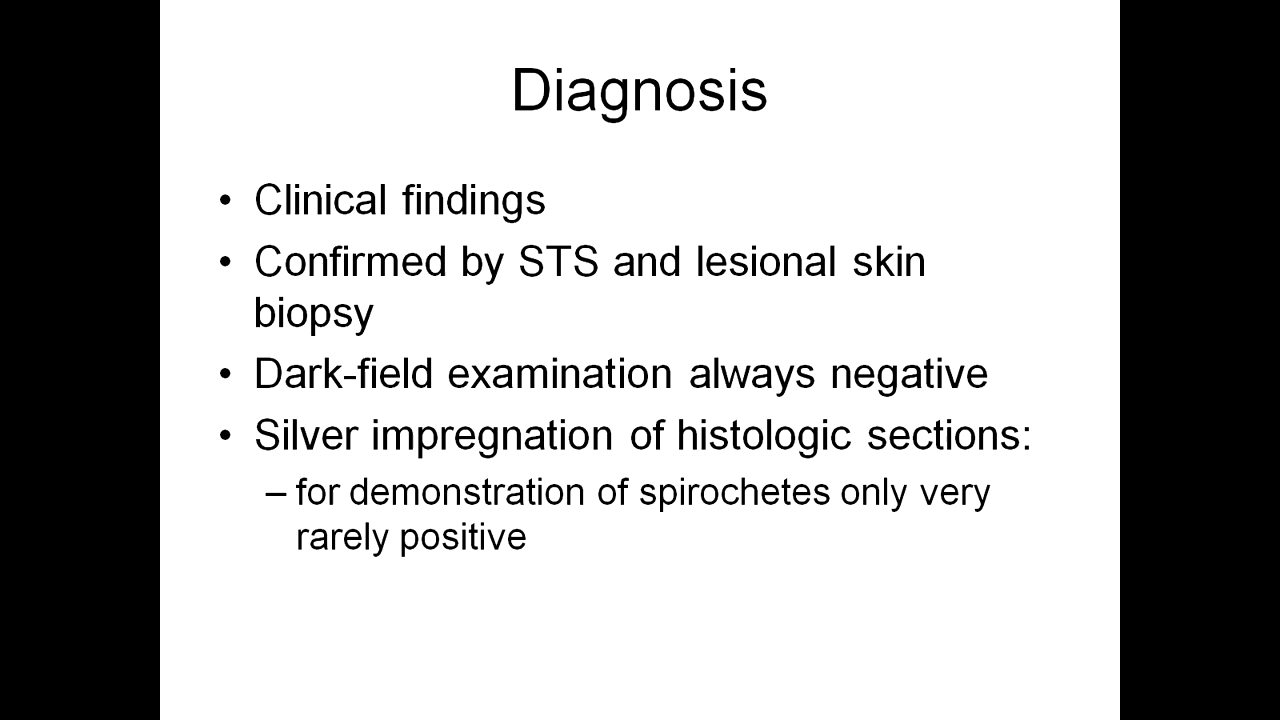 Diagnosis
• Clinical findings
• Confirmed by STS and lesional skin
biopsy
• Dark-field examination always negative
• Silver impregnation of histologic sections:
– for demonstration of spirochetes only very
rarely positive